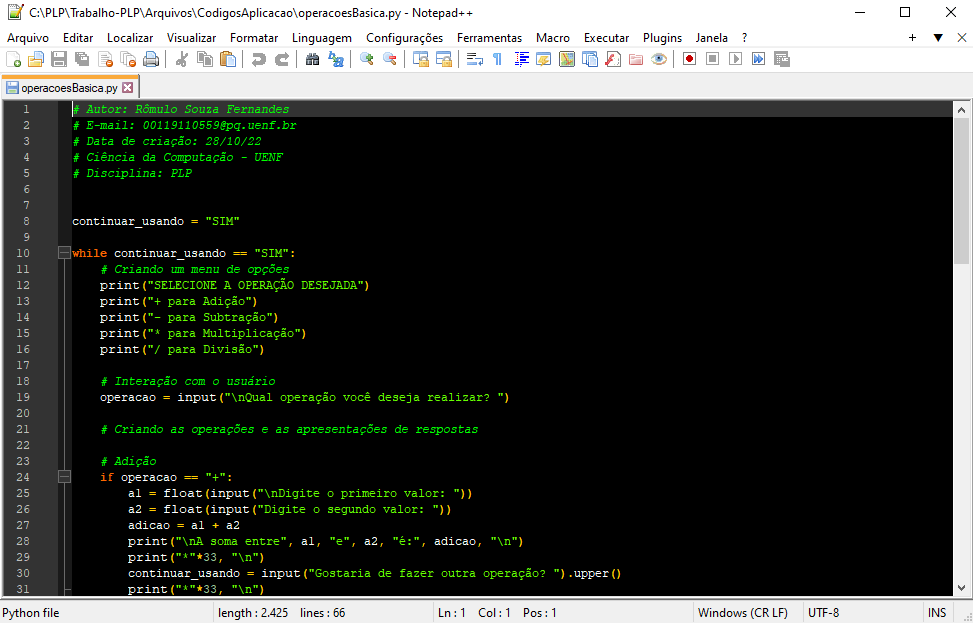 C:\PLP\Trabalho-PLP\Arquivos\CodigosAplicacao\operacoesBasica.py - Notepad++
Arquivo Editar Localizar Visualizar Formatar Linguagem Configurações Ferramentas Macro Executar Plugins Janela ? + ▼ X
operacoesBasica.py
1 # Autor: Rômulo Souza Fernandes
2 # E-mail: 00119110559@pq.uenf.br
3 # Data de criação: 28/10/22
4 # Ciência da Computação - UENF
5 # Disciplina: PLP
6
7
8 continuar_usando = "SIM"
9
10 while continuar_usando == "SIM":
11     # Criando um menu de opções
12     print("SELECIONE A OPERAÇÃO DESEJADA")
13     print("+ para Adição")
14     print("- para Subtração")
15     print("* para Multiplicação")
16     print("/ para Divisão")
17
18     # Interação com o usuário
19     operacao = input("\nQual operação você deseja realizar? ")
20
21     # Criando as operações e as apresentações de respostas
22
23     # Adição
24     if operacao == "+":
25         a1 = float(input("\nDigite o primeiro valor: "))
26         a2 = float(input("Digite o segundo valor: "))
27         adicao = a1 + a2
28         print("\nA soma entre", a1, "e", a2, "é:", adicao, "\n")
29         print("*"*33, "\n")
30         continuar_usando = input("Gostaria de fazer outra operação? ").upper()
31         print("*"*33, "\n")
Python file length : 2.425 lines : 66 Ln : 1 Col : 1 Pos : 1 Windows (CR LF) UTF-8 INS